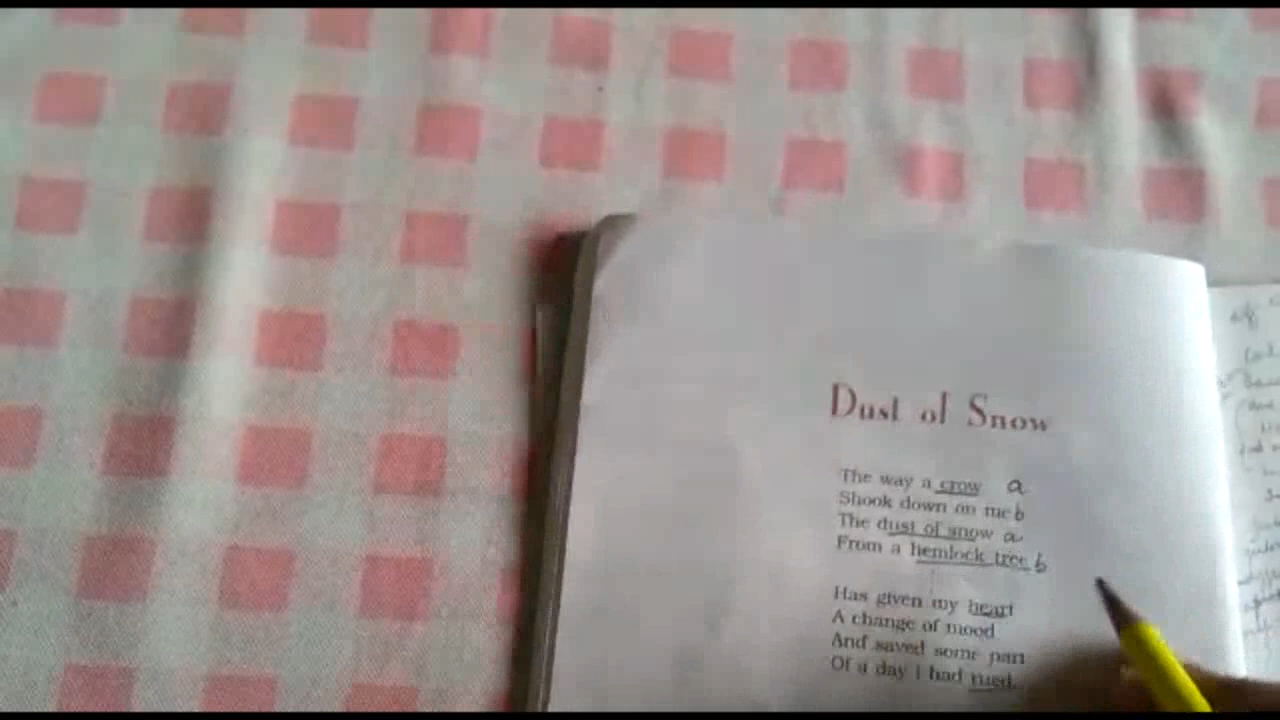 Dust of Snow
The way a crow a
Shook down on me b
The dust of snow a
From a hemlock tree b
Has given my heart
A change of mood
And saved some part
Of a day I had rued.